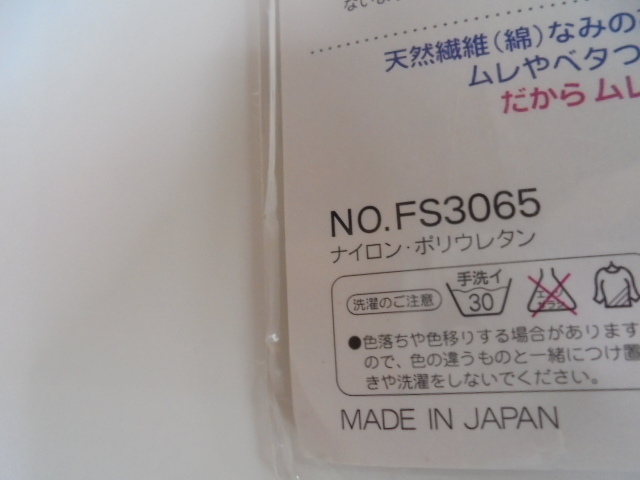 天然繊維(綿)なみの
ムレやベタつ
だから ムレ
NO.FS3065
ナイロン・ポリウレタン
洗濯のご注意
手洗イ
30
●色落ちや色移りする場合があります
ので、色の違うものと一緒につけ置
きや洗濯をしないでください。
MADE IN JAPAN